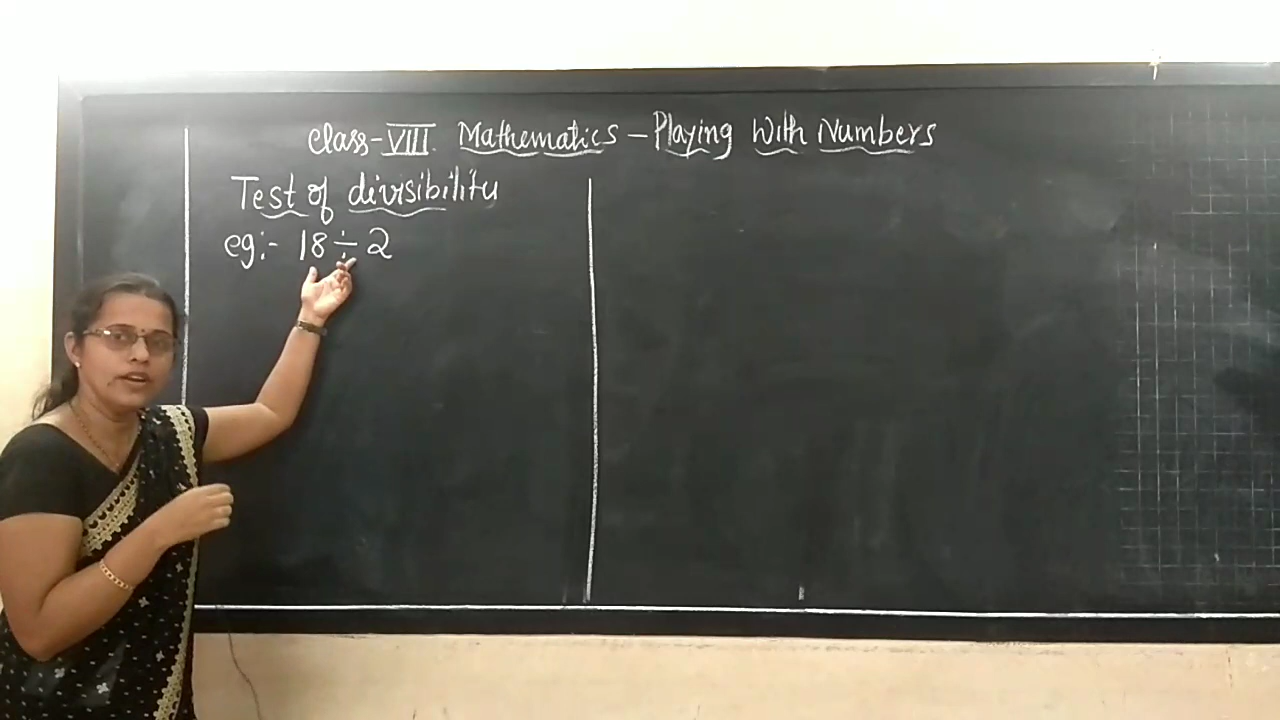 Class-VIII. Mathematics - Playing With Numbers
Test of divisibility
eg:- 18 ÷ 2